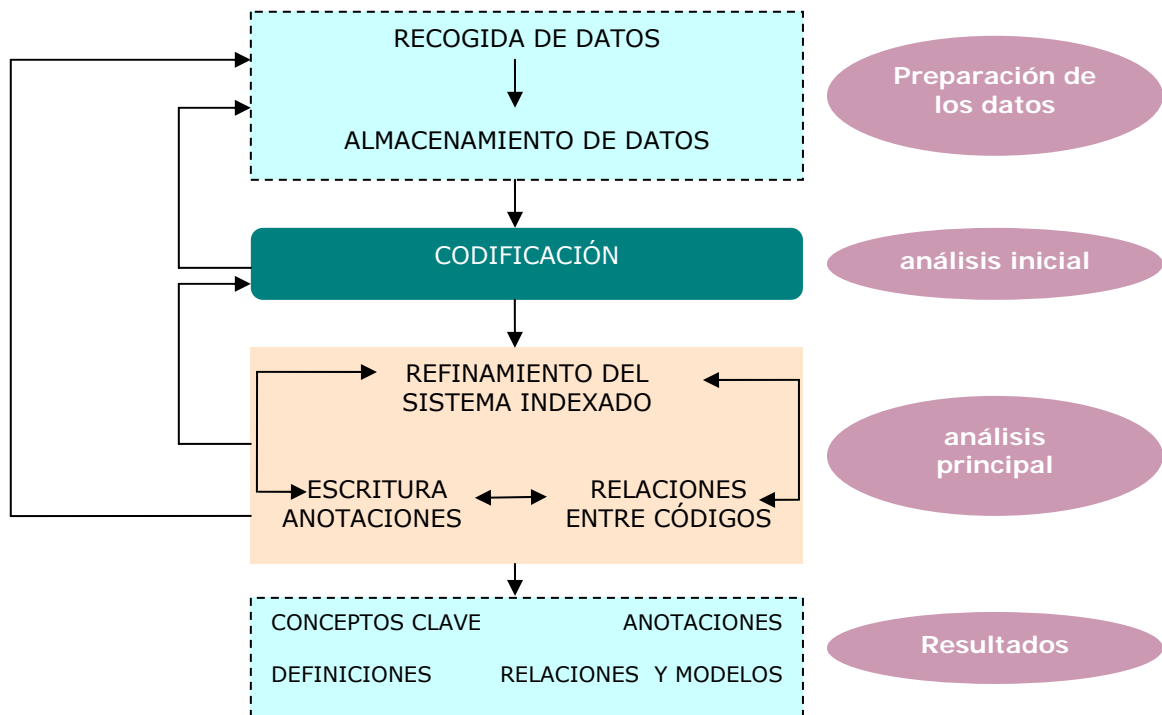 RECOGIDA DE DATOS
ALMACENAMIENTO DE DATOS
Preparación de
los datos
CODIFICACIÓN
análisis inicial
REFINAMIENTO DEL
SISTEMA INDEXADO
ESCRITURA
ANOTACIONES
RELACIONES
ENTRE CÓDIGOS
análisis
principal
CONCEPTOS CLAVE
ANOTACIONES
DEFINICIONES
RELACIONES Y MODELOS
Resultados